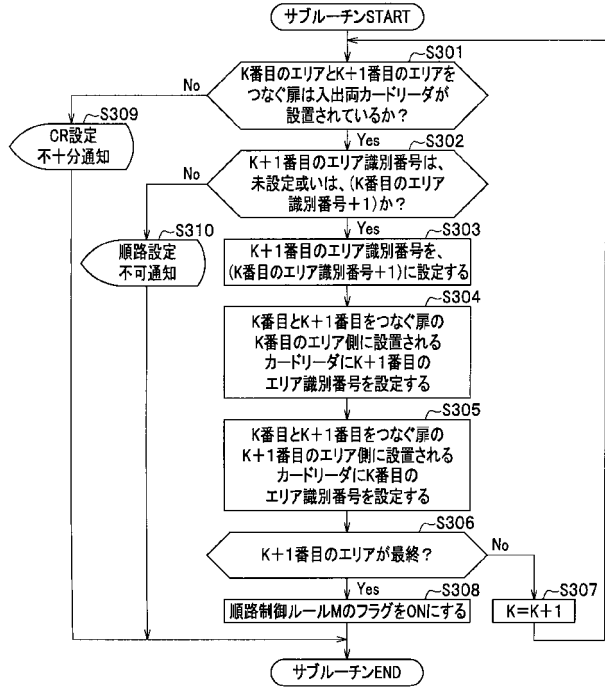 サブルーチンSTART
S301
K番目のエリアとK+1番目のエリアを
つなぐ扉は入出両カードリーダが
設置されているか?
No
Yes
S309
CR設定
不十分通知
S302
K+1番目のエリア識別番号は、
未設定或いは、(K番目のエリア
識別番号+1)か?
No
Yes
S310
順路設定
不可通知
S303
K+1番目のエリア識別番号を、
(K番目のエリア識別番号+1)に設定する
S304
K番目とK+1番目をつなぐ扉の
K番目のエリア側に設置される
カードリーダにK+1番目の
エリア識別番号を設定する
S305
K番目とK+1番目をつなぐ扉の
K+1番目のエリア側に設置される
カードリーダにK番目の
エリア識別番号を設定する
S306
K+1番目のエリアが最終?
No
Yes
S307
K=K+1
S308
順路制御ルールMのフラグをONにする
サブルーチンEND